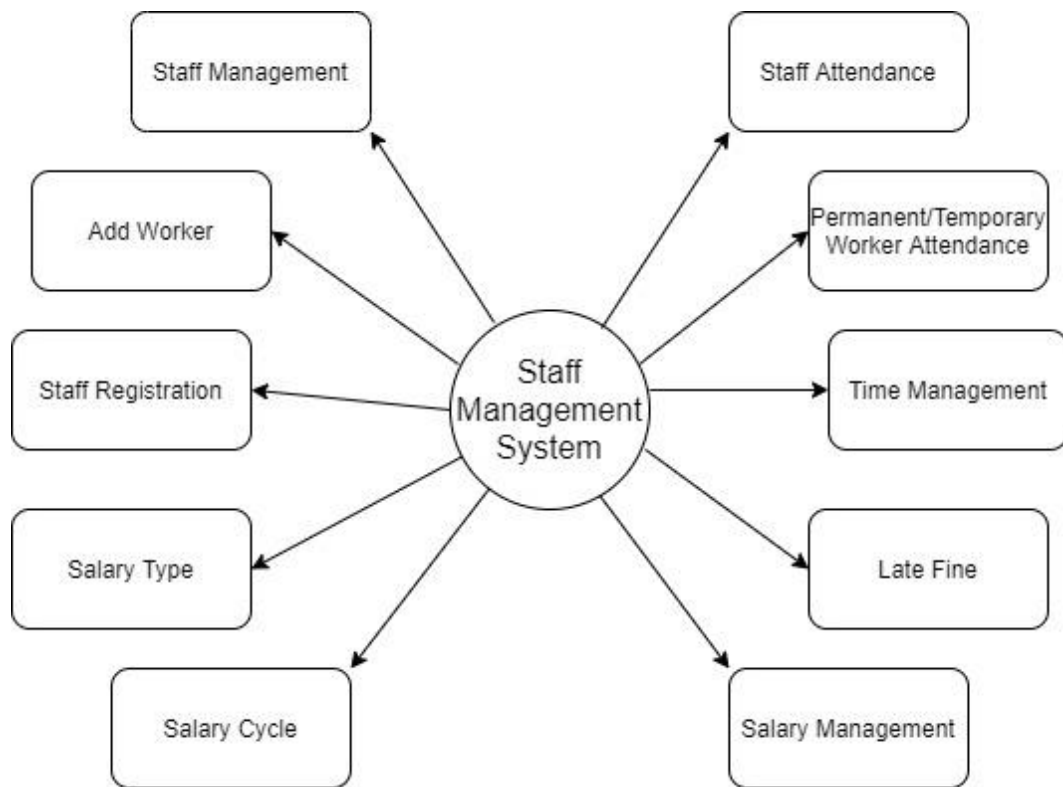 Staff Management
Staff Attendance
Add Worker
Permanent/Temporary
Worker Attendance
Staff Registration
Staff
Management
System
Time Management
Salary Type
Late Fine
Salary Cycle
Salary Management